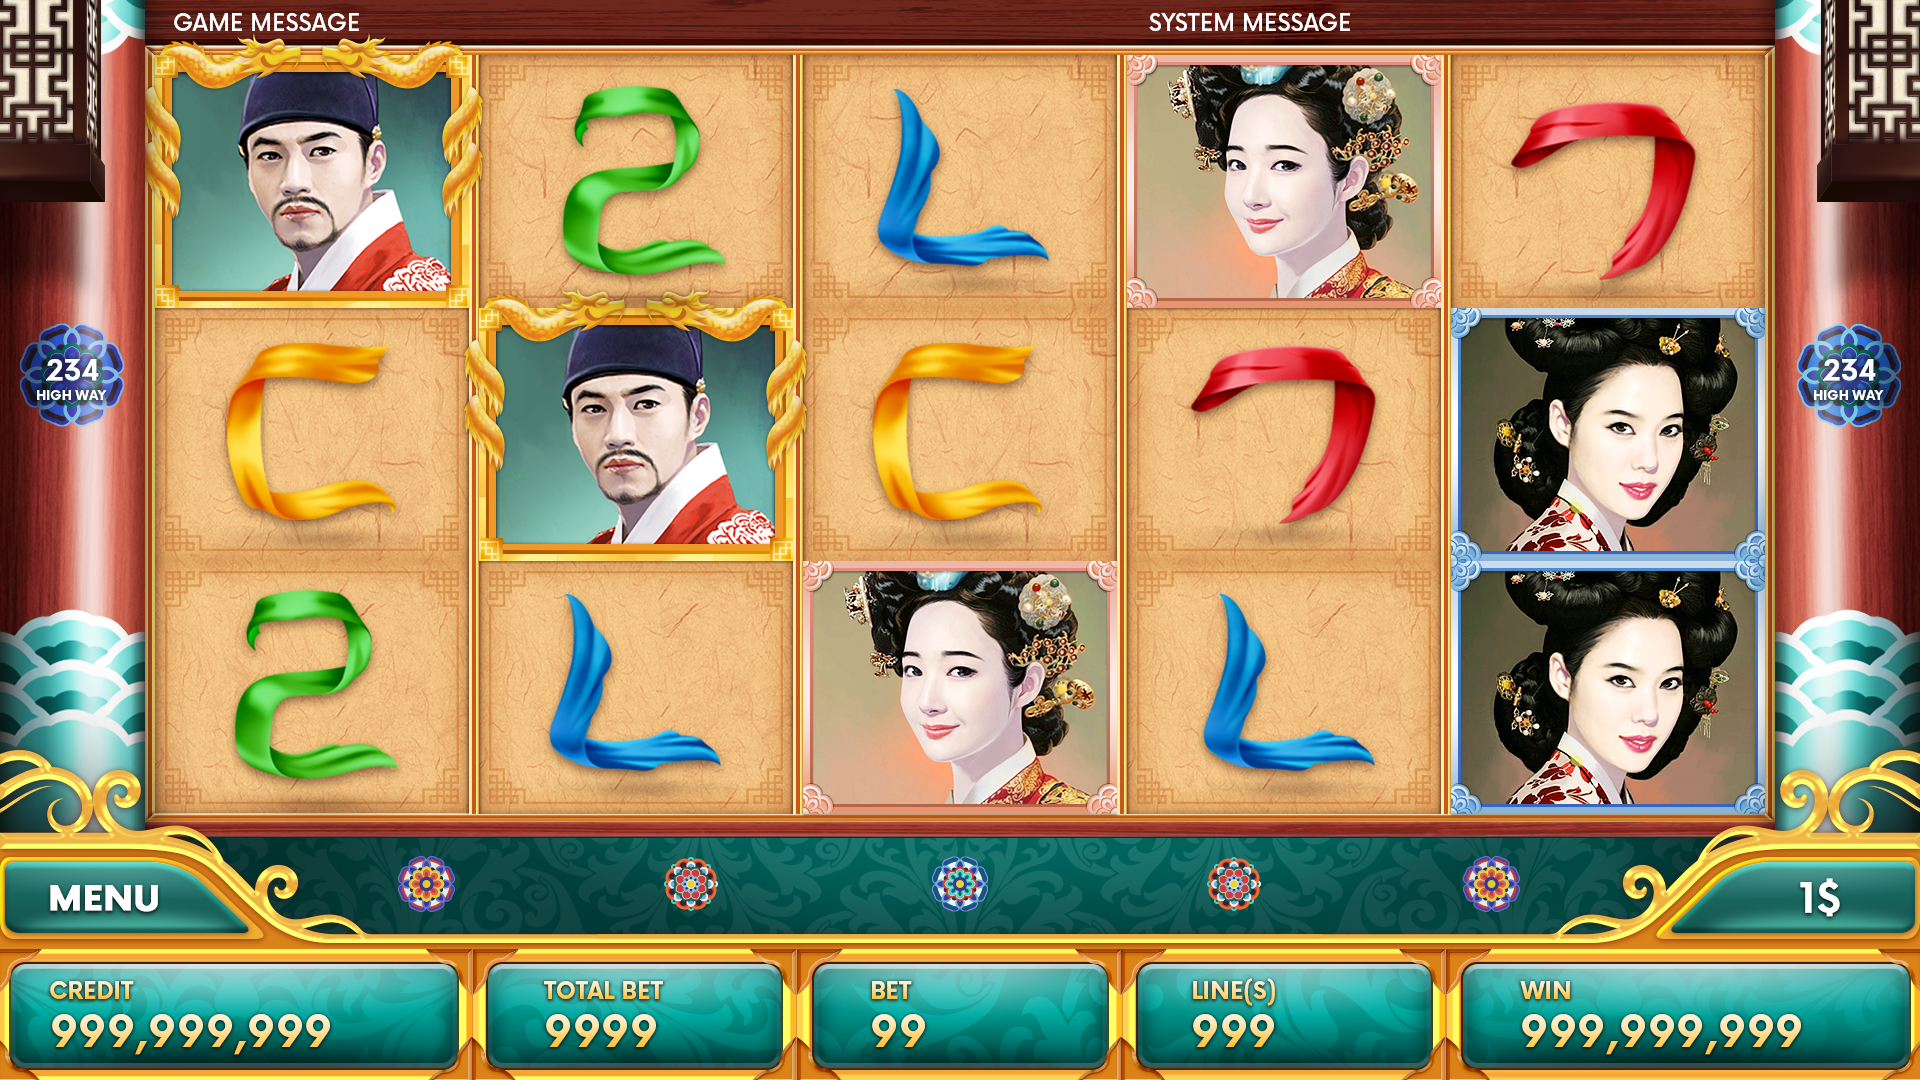 GAME MESSAGE
SYSTEM MESSAGE
ㄹ
ㄴ
ㄱ
234
HIGH WAY
ㄷ
ㄷ
ㄱ
234
HIGH WAY
ㄹ
ㄴ
ㄴ
MENU
1$
CREDIT
999,999,999
TOTAL BET
9999
BET
99
LINE(S)
999
WIN
999,999,999